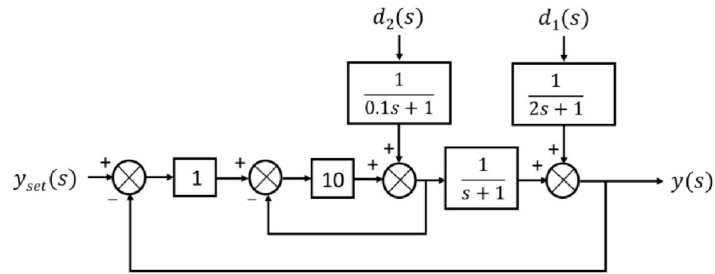 d₂(s) d₁(s)
1 1
0.1s + 1 2s + 1
+ +
+ + + 1 +
y_set(s) 1 10 y(s)
− − s + 1